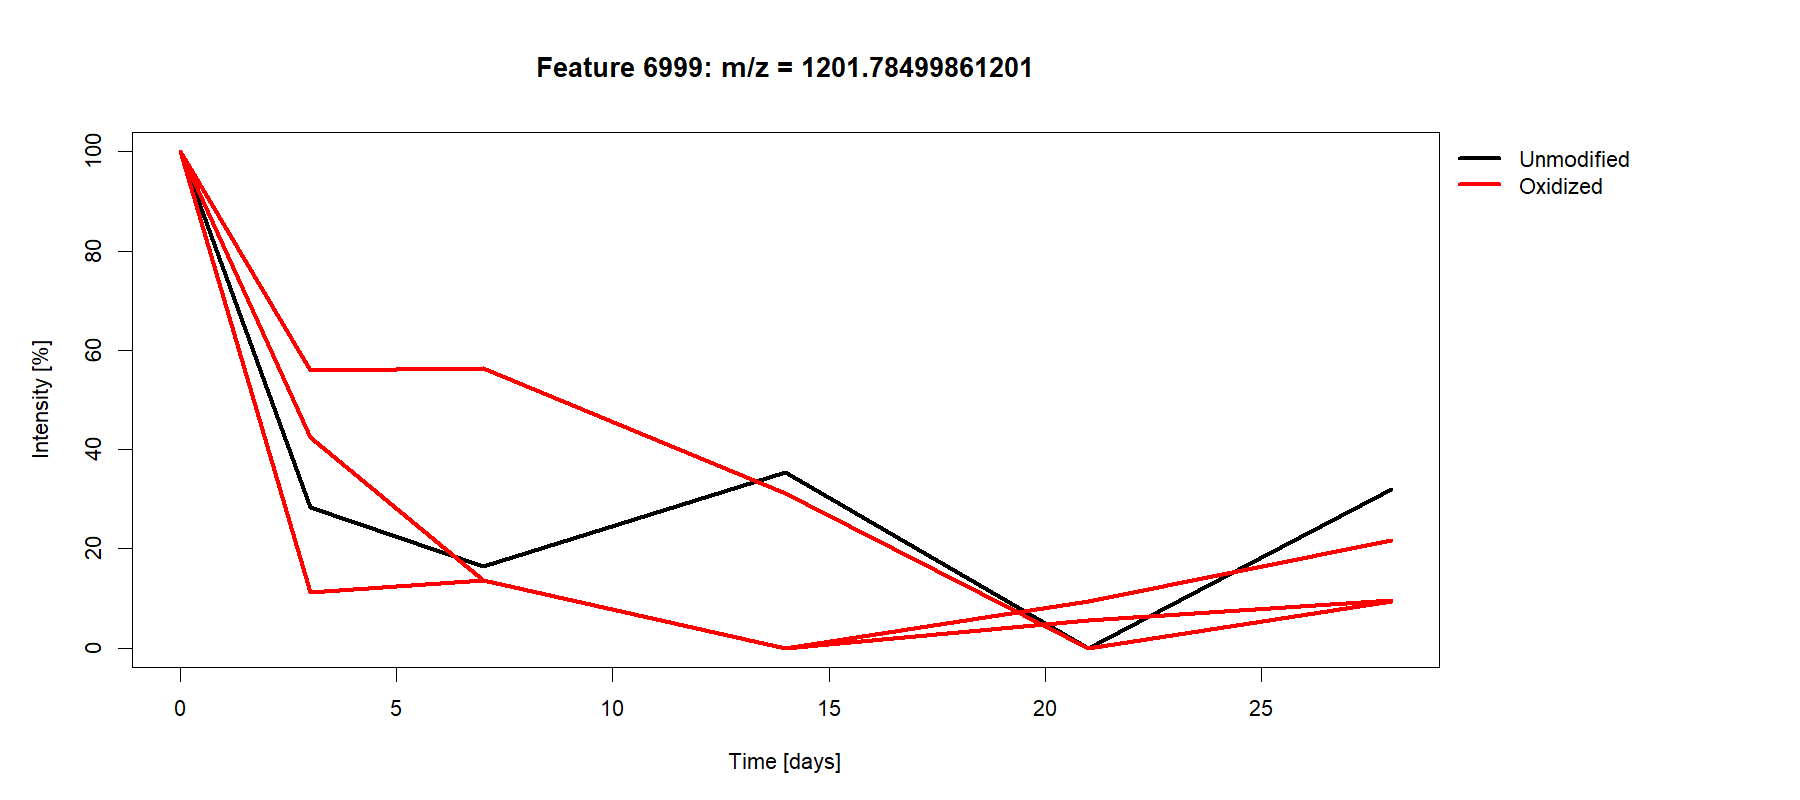 Feature 6999: m/z = 1201.78499861201
Unmodified
Oxidized
Intensity [%]
100
80
60
40
20
0
0 5 10 15 20 25
Time [days]